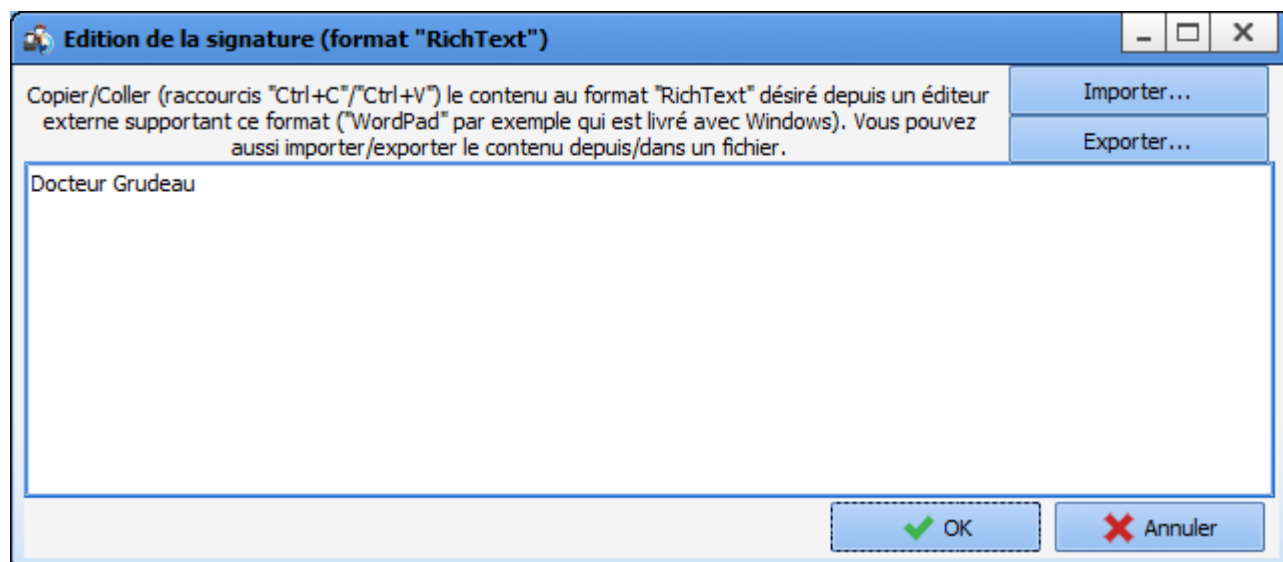 Edition de la signature (format "RichText")
Copier/Coller (raccourcis "Ctrl+C"/"Ctrl+V") le contenu au format "RichText" désiré depuis un éditeur
externe supportant ce format ("WordPad" par exemple qui est livré avec Windows). Vous pouvez
aussi importer/exporter le contenu depuis/dans un fichier.
Importer...
Exporter...
Docteur Grudeau
OK
Annuler